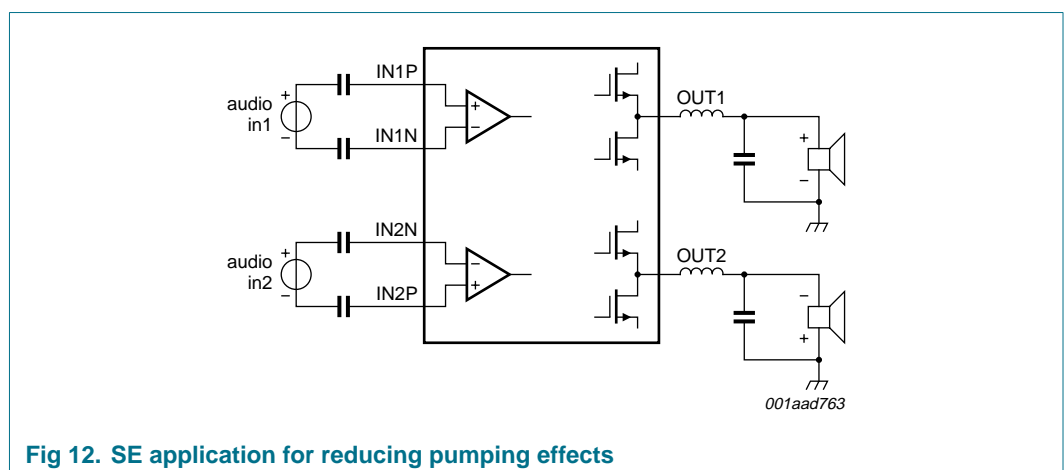 IN1P
+
audio
in1
–
IN1N
+
–
OUT1
+
–
IN2N
+
audio
in2
–
IN2P
–
+
OUT2
–
+
001aad763
Fig 12. SE application for reducing pumping effects